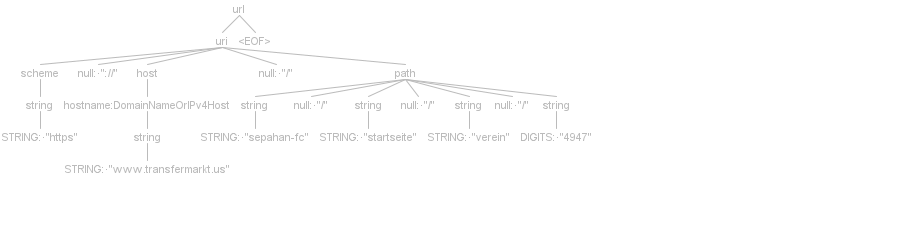 url
uri <EOF>
scheme null:·"://" host null:·"/" path
string hostname:DomainNameOrIPv4Host string null:·"/" string null:·"/" string null:·"/" string
STRING:·"https" string STRING:·"sepahan-fc" STRING:·"startseite" STRING:·"verein" DIGITS:·"4947"
STRING:·"www.transfermarkt.us"